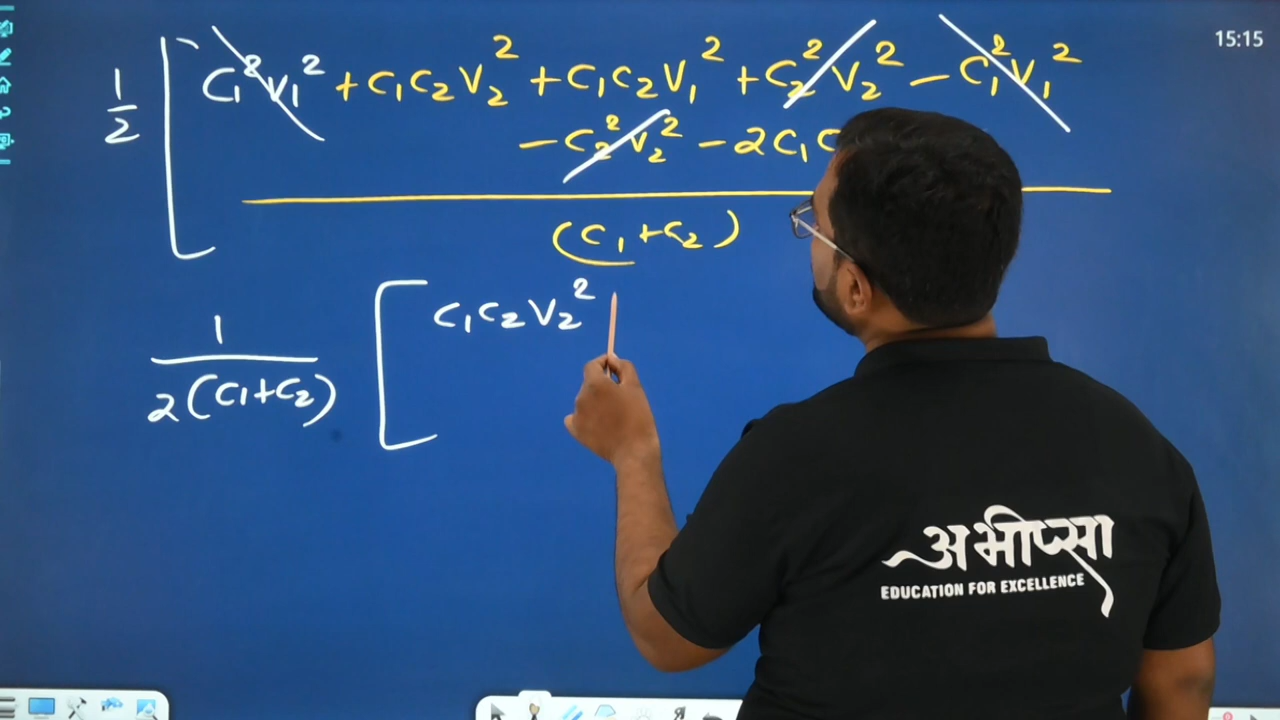 15:15
1/2 [ C₁²V₁² + C₁C₂V₂² + C₁C₂V₁² + C₂²V₂² – C₁²V₁²
– C₂²V₂² – 2C₁C
(C₁+C₂)
1/2(C₁+C₂) [ C₁C₂V₂²
अभीप्सा
EDUCATION FOR EXCELLENCE